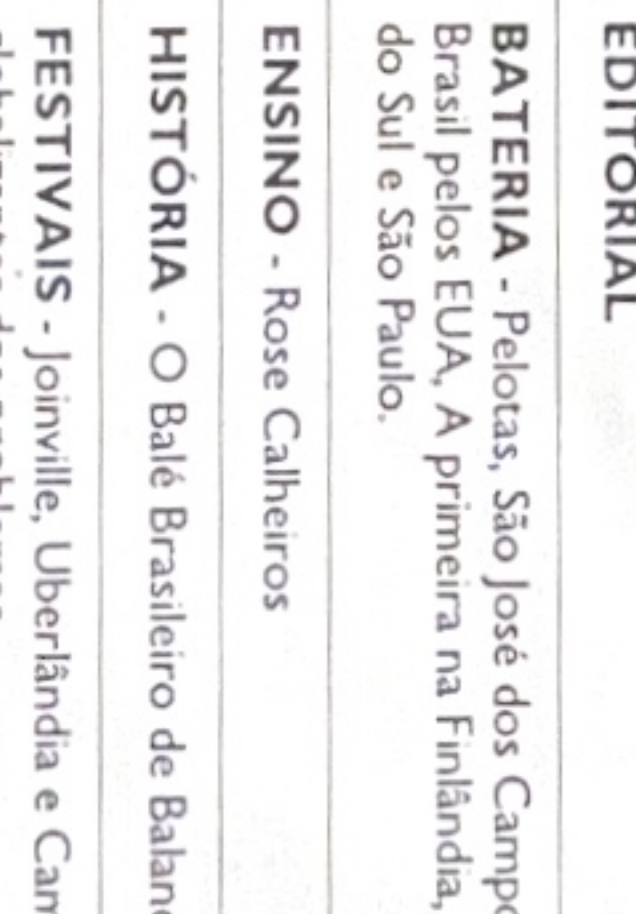 EDITORIAL
BATERIA - Pelotas, São José dos Campo
Brasil pelos EUA, A primeira na Finlândia,
do Sul e São Paulo.
ENSINO - Rose Calheiros
HISTÓRIA - O Balé Brasileiro de Balan
FESTIVAIS - Joinville, Uberlândia e Cam